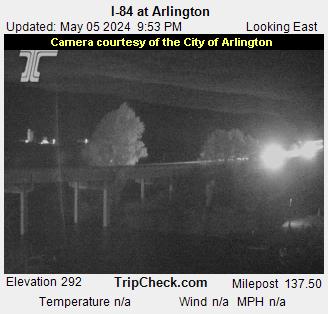 I-84 at Arlington
Updated: May 05 2024 9:53 PM Looking East
Camera courtesy of the City of Arlington
Elevation 292 TripCheck.com Milepost 137.50
Temperature n/a Wind n/a MPH n/a